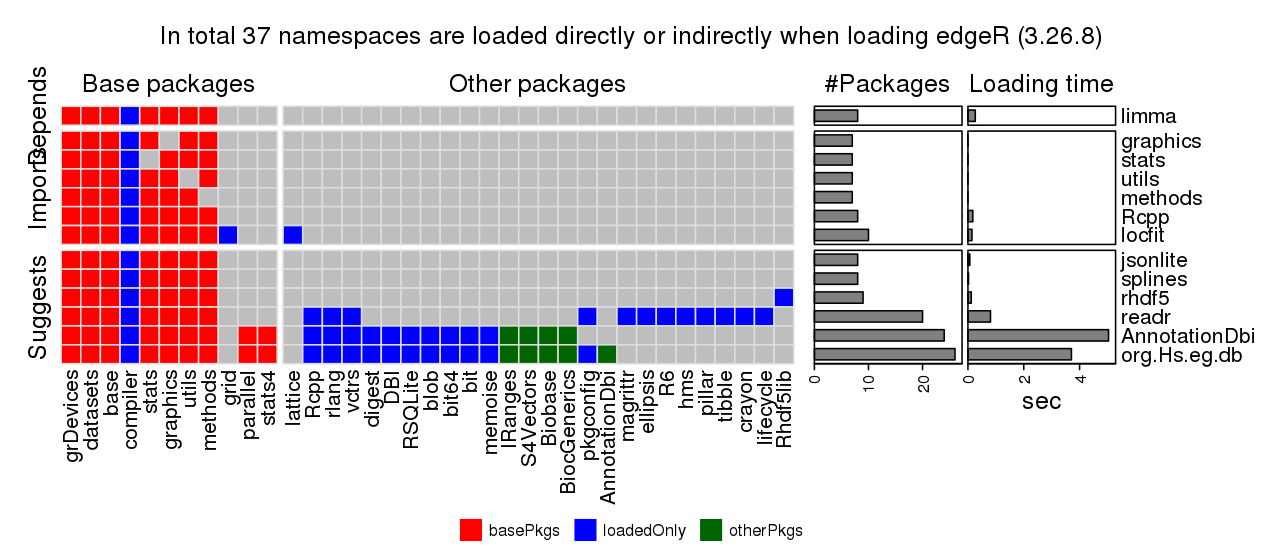 In total 37 namespaces are loaded directly or indirectly when loading edgeR (3.26.8)
Base packages
Other packages
#Packages
Loading time
Depends
Imports
Suggests
limma
graphics
stats
utils
methods
Rcpp
locfit
jsonlite
splines
rhdf5
readr
AnnotationDbi
org.Hs.eg.db
grDevices
datasets
base
compiler
stats
graphics
utils
methods
grid
parallel
stats4
lattice
Rcpp
rlang
vctrs
digest
DBI
RSQLite
blob
bit64
bit
memoise
IRanges
S4Vectors
Biobase
BiocGenerics
pkgconfig
AnnotationDbi
magrittr
ellipsis
R6
hms
pillar
tibble
crayon
lifecycle
Rhdf5lib
0
10
20
0
2
4
sec
basePkgs
loadedOnly
otherPkgs